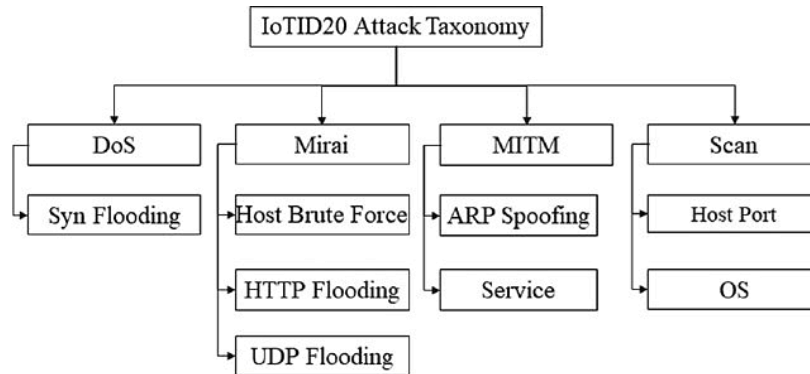 IoTID20 Attack Taxonomy
DoS
Mirai
MITM
Scan
Syn Flooding
Host Brute Force
ARP Spoofing
Host Port
HTTP Flooding
Service
OS
UDP Flooding